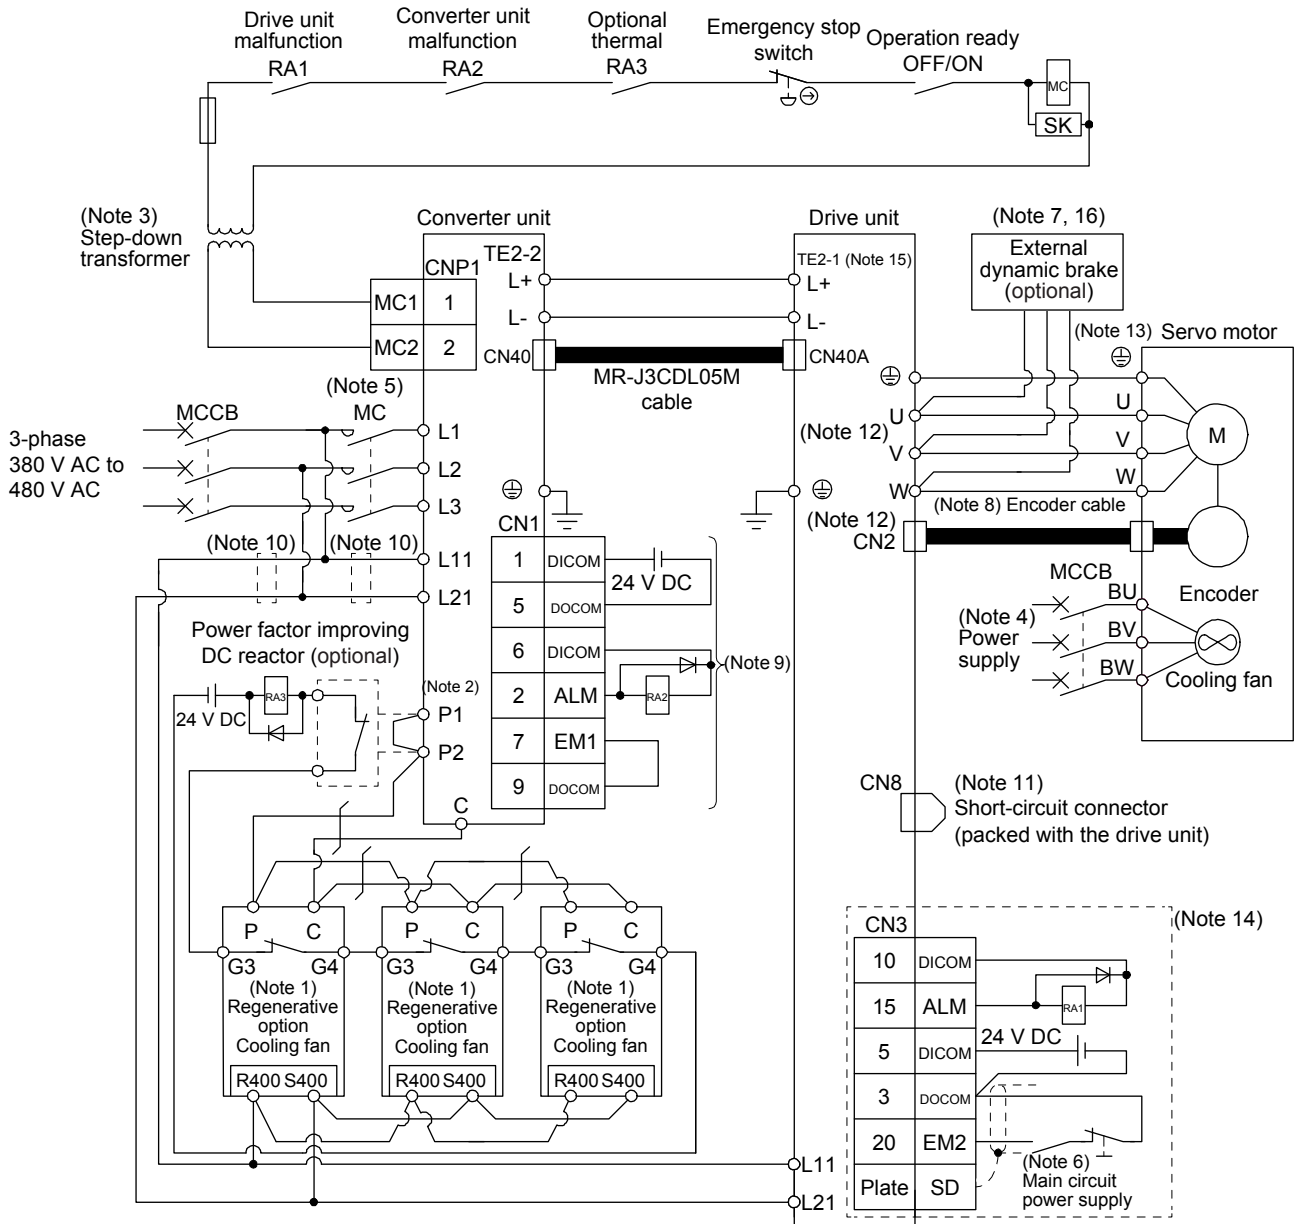 Drive unit
malfunction
RA1
Converter unit
malfunction
RA2
Optional
thermal
RA3
Emergency stop
switch
Operation ready
OFF/ON
MC
SK
(Note 3)
Step-down
transformer
Converter unit
CNP1
TE2-2
MC1 1
MC2 2
L+
L-
CN40
MR-J3CDL05M
cable
Drive unit
TE2-1 (Note 15)
L+
L-
CN40A
(Note 7, 16)
External
dynamic brake
(optional)
(Note 13)
Servo motor
U
V
W
(Note 12)
U
V
W
M
(Note 12)
CN2
(Note 8) Encoder cable
Encoder
(Note 5)
MCCB
MC
3-phase
380 V AC to
480 V AC
L1
L2
L3
(Note 10)
(Note 10)
L11
L21
CN1
1 DICOM
5 DOCOM
6 DICOM
2 ALM
7 EM1
9 DOCOM
24 V DC
RA2
(Note 9)
MCCB
(Note 4)
Power
supply
BU
BV
BW
Cooling fan
Power factor improving
DC reactor (optional)
24 V DC
RA3
(Note 2)
P1
P2
C
CN8
(Note 11)
Short-circuit connector
(packed with the drive unit)
P C
G3 G4
(Note 1)
Regenerative
option
Cooling fan
R400 S400
P C
G3 G4
(Note 1)
Regenerative
option
Cooling fan
R400 S400
P C
G3 G4
(Note 1)
Regenerative
option
Cooling fan
R400 S400
L11
L21
(Note 14)
CN3
10 DICOM
15 ALM
5 DICOM
3 DOCOM
20 EM2
Plate SD
RA1
24 V DC
(Note 6)
Main circuit
power supply